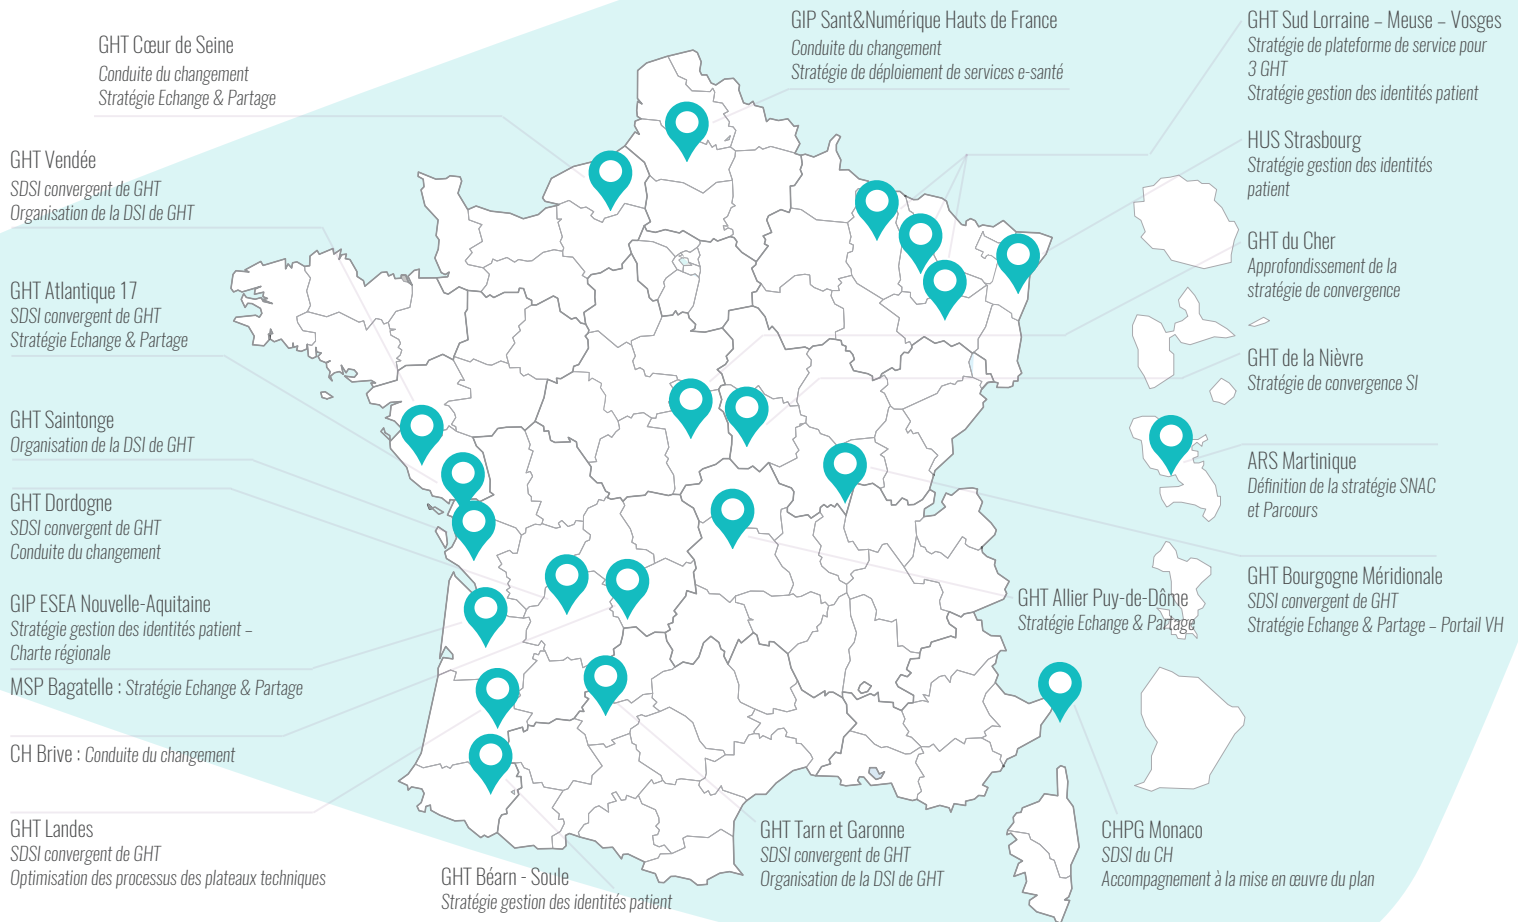 GHT Cœur de Seine
Conduite du changement
Stratégie Echange & Partage
GHT Vendée
SDSI convergent de GHT
Organisation de la DSI de GHT
GHT Atlantique 17
SDSI convergent de GHT
Stratégie Echange & Partage
GHT Saintonge
Organisation de la DSI de GHT
GHT Dordogne
SDSI convergent de GHT
Conduite du changement
GIP ESEA Nouvelle-Aquitaine
Stratégie gestion des identités patient –
Charte régionale
MSP Bagatelle : Stratégie Echange & Partage
CH Brive : Conduite du changement
GHT Landes
SDSI convergent de GHT
Optimisation des processus des plateaux techniques
GHT Béarn - Soule
Stratégie gestion des identités patient
GHT Tarn et Garonne
SDSI convergent de GHT
Organisation de la DSI de GHT
CHPG Monaco
SDSI du CH
Accompagnement à la mise en œuvre du plan
GHT Allier Puy-de-Dôme
Stratégie Echange & Partage
GIP Sant&Numérique Hauts de France
Conduite du changement
Stratégie de déploiement de services e-santé
GHT Sud Lorraine – Meuse – Vosges
Stratégie de plateforme de service pour
3 GHT
Stratégie gestion des identités patient
HUS Strasbourg
Stratégie gestion des identités
patient
GHT du Cher
Approfondissement de la
stratégie de convergence
GHT de la Nièvre
Stratégie de convergence SI
ARS Martinique
Définition de la stratégie SNAC
et Parcours
GHT Bourgogne Méridionale
SDSI convergent de GHT
Stratégie Echange & Partage – Portail VH